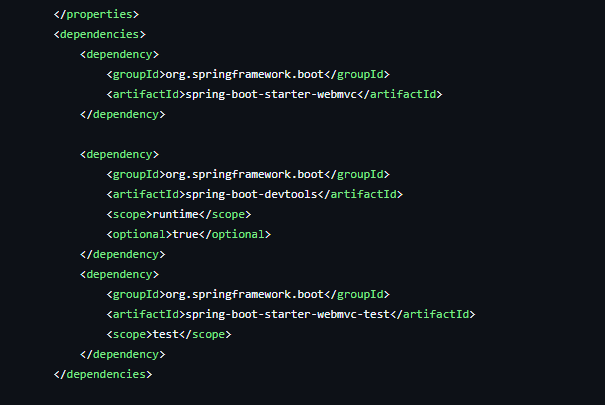 </properties>
<dependencies>
<dependency>
<groupId>org.springframework.boot</groupId>
<artifactId>spring-boot-starter-webmvc</artifactId>
</dependency>
<dependency>
<groupId>org.springframework.boot</groupId>
<artifactId>spring-boot-devtools</artifactId>
<scope>runtime</scope>
<optional>true</optional>
</dependency>
<dependency>
<groupId>org.springframework.boot</groupId>
<artifactId>spring-boot-starter-webmvc-test</artifactId>
<scope>test</scope>
</dependency>
</dependencies>